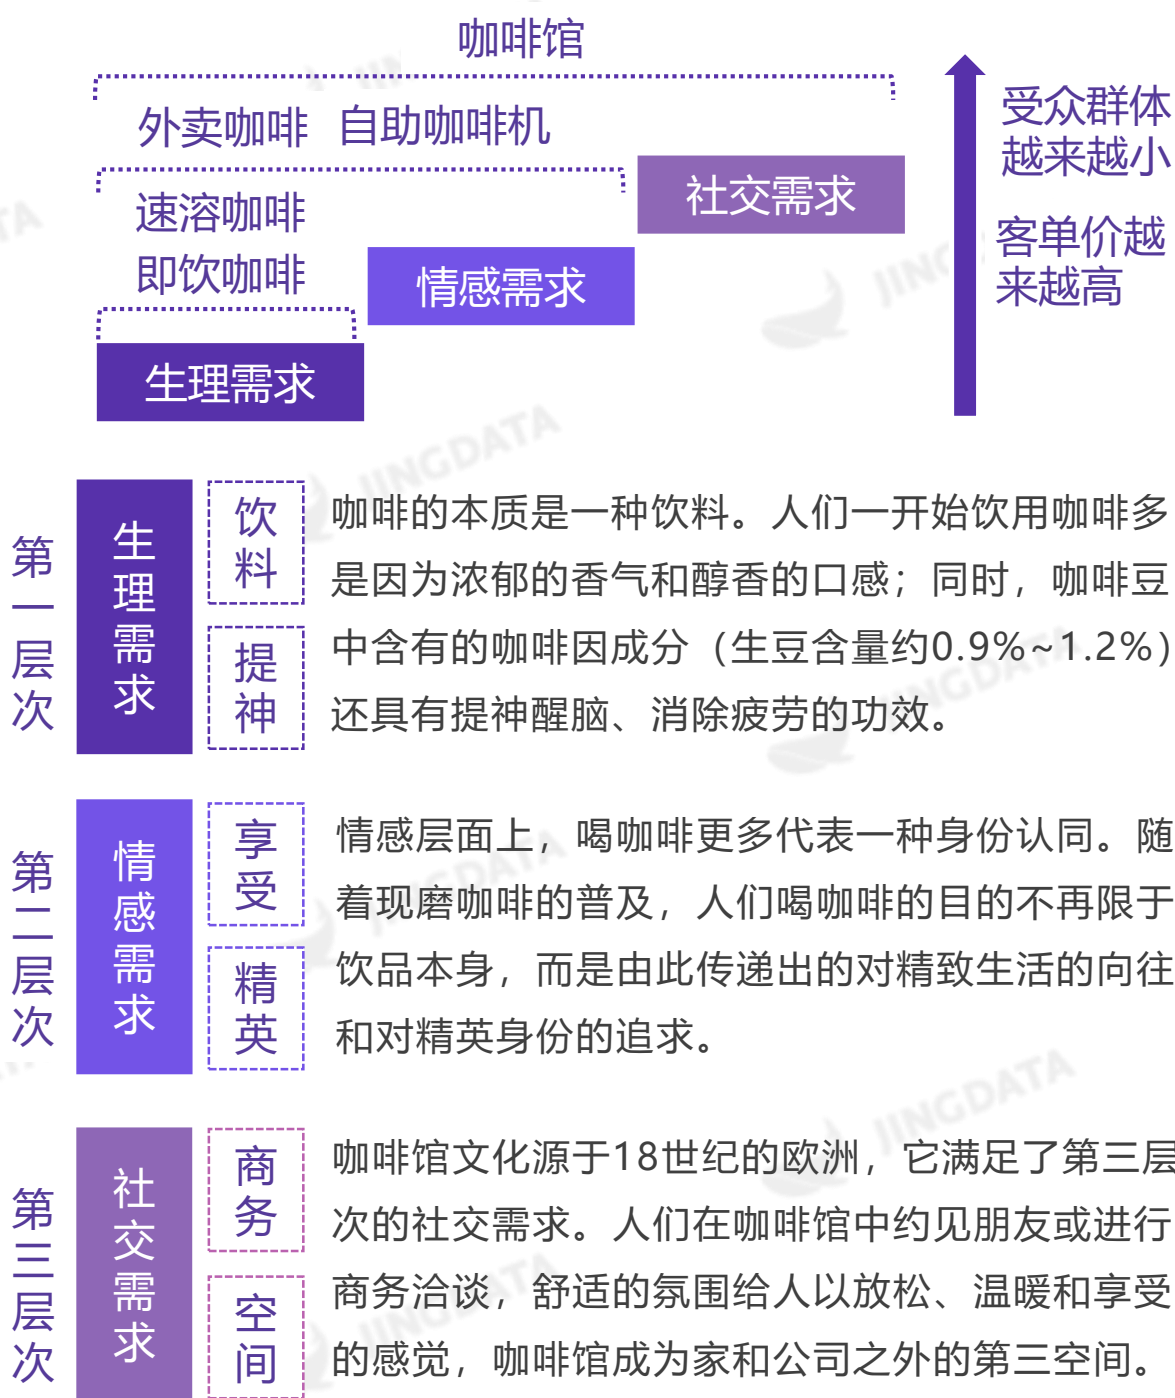 咖啡馆
外卖咖啡 自助咖啡机
受众群体
越来越小
社交需求
速溶咖啡
即饮咖啡
客单价越
来越高
情感需求
生理需求
JINGDATA
第一层次
生理需求
饮料
提神
咖啡的本质是一种饮料。人们一开始饮用咖啡多
是因为浓郁的香气和醇香的口感；同时，咖啡豆
中含有的咖啡因成分（生豆含量约0.9%~1.2%）
还具有提神醒脑、消除疲劳的功效。
JINGDATA
第二层次
情感需求
享受
精英
情感层面上，喝咖啡更多代表一种身份认同。随
着现磨咖啡的普及，人们喝咖啡的目的不再限于
饮品本身，而是由此传递出的对精致生活的向往
和对精英身份的追求。
JINGDATA
JINGDATA
第三层次
社交需求
商务
空间
咖啡馆文化源于18世纪的欧洲，它满足了第三层
次的社交需求。人们在咖啡馆中约见朋友或进行
商务洽谈，舒适的氛围给人以放松、温暖和享受
的感觉，咖啡馆成为家和公司之外的第三空间。
JINGDATA